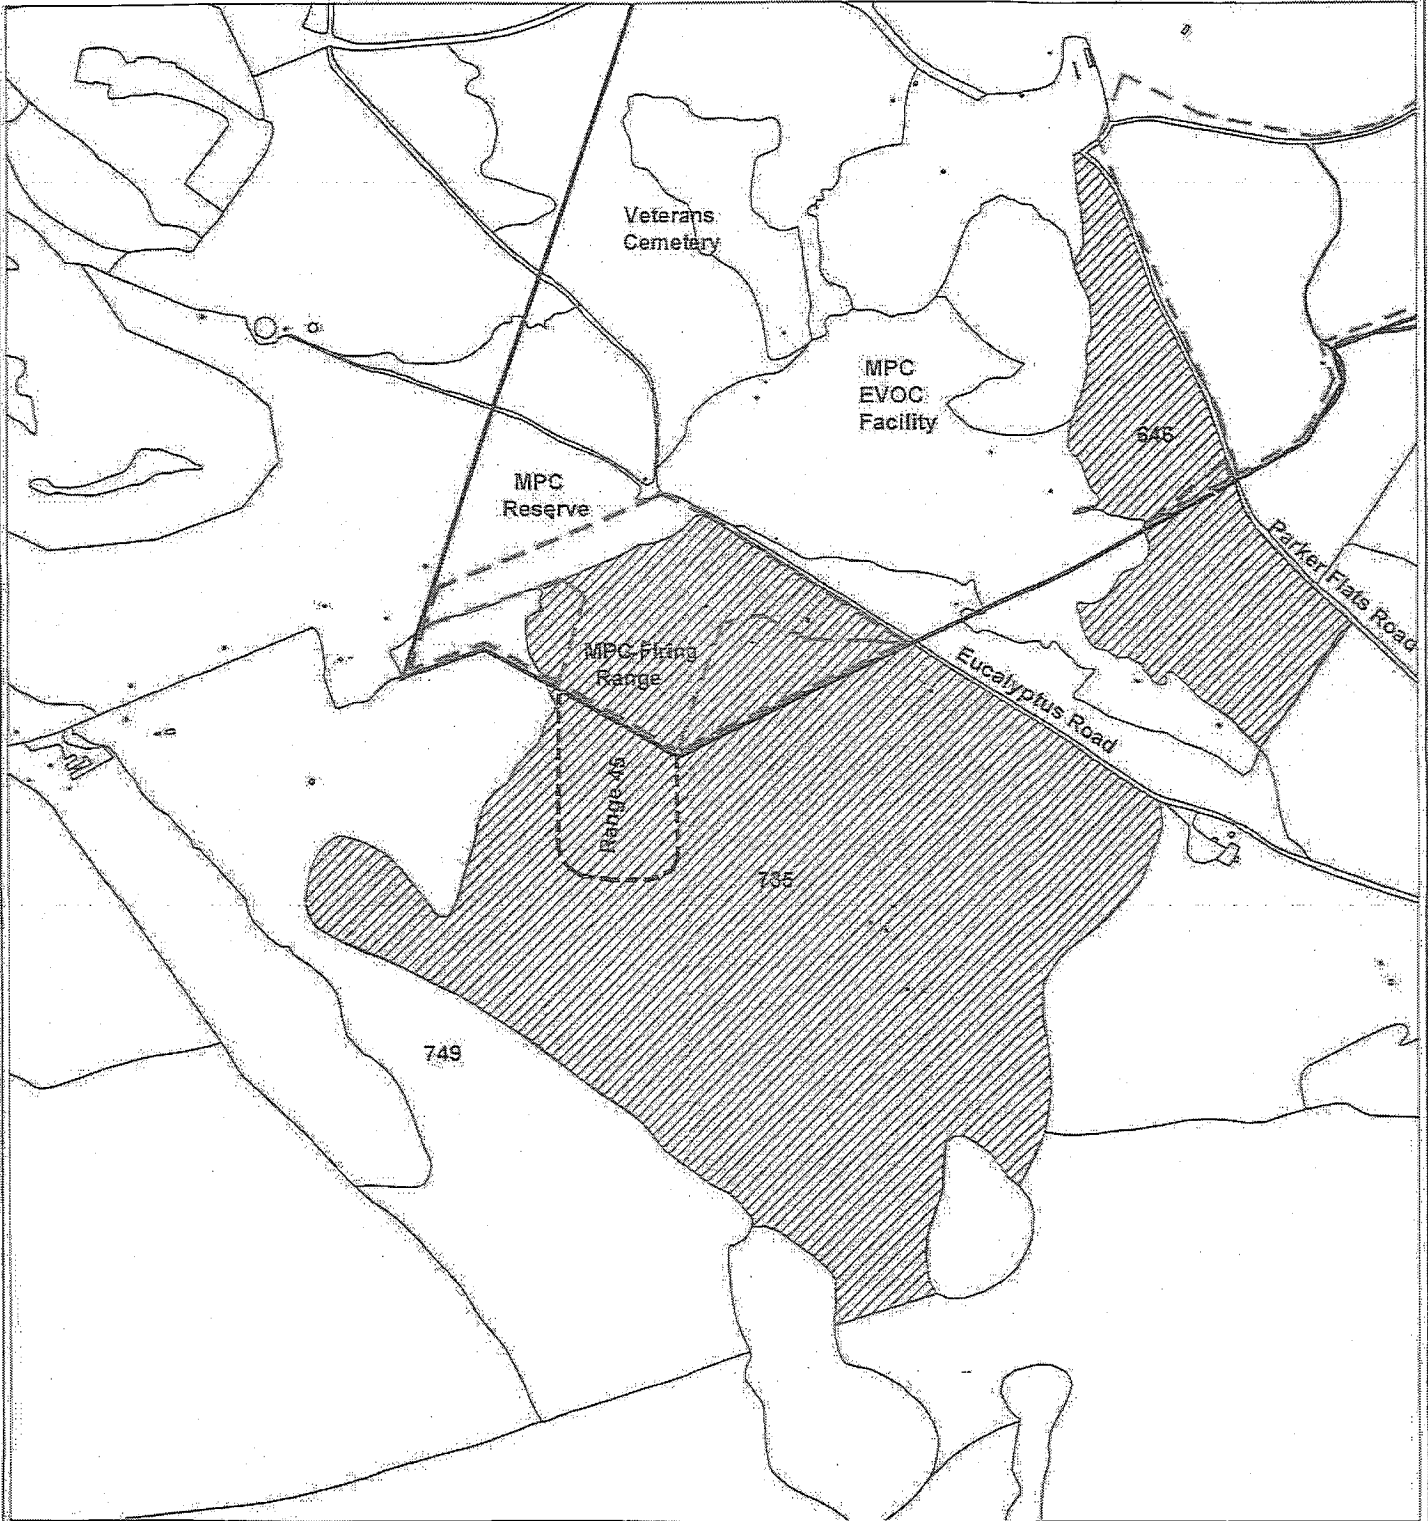 Veterans
Cemetery
MPC
EVOC
Facility
646
MPC
Reserve
Parker Flats Road
MPC Firing
Range
Eucalyptus Road
Range 45
735
749